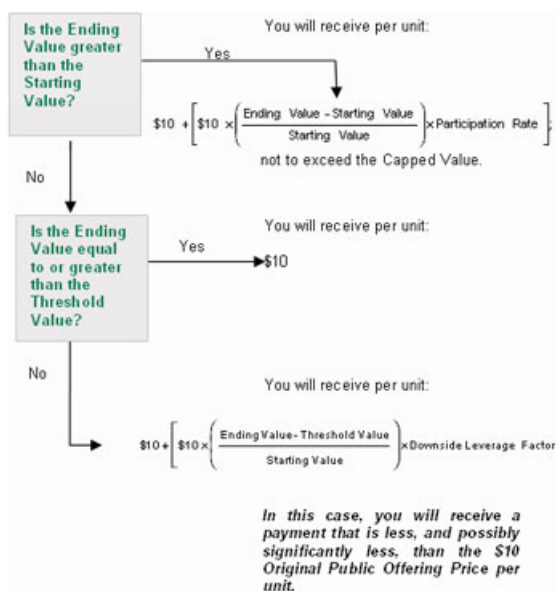 Is the Ending
Value greater
than the
Starting
Value?
You will receive per unit:
Yes
$10 + [ $10 × ( Ending Value - Starting Value / Starting Value ) × Participation Rate ];
not to exceed the Capped Value.
No
Is the Ending
Value equal
to or greater
than the
Threshold
Value?
You will receive per unit:
Yes
$10
No
You will receive per unit:
$10 + [ $10 × ( Ending Value - Threshold Value / Starting Value ) × Downside Leverage Factor
In this case, you will receive a
payment that is less, and possibly
significantly less, than the $10
Original Public Offering Price per
unit.